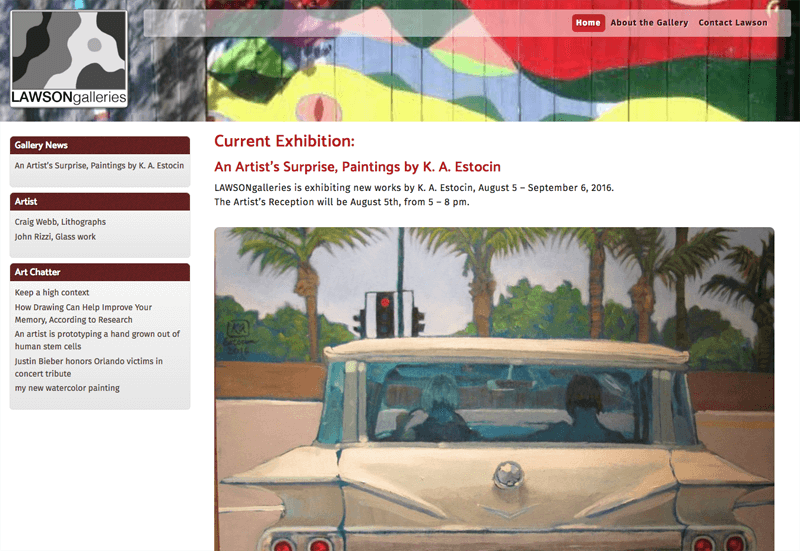 LAWSONgalleries
Home
About the Gallery
Contact Lawson
Gallery News
An Artist's Surprise, Paintings by K. A. Estocin
Artist
Craig Webb, Lithographs
John Rizzi, Glass work
Art Chatter
Keep a high context
How Drawing Can Help Improve Your
Memory, According to Research
An artist is prototyping a hand grown out of
human stem cells
Justin Bieber honors Orlando victims in
concert tribute
my new watercolor painting
Current Exhibition:
An Artist's Surprise, Paintings by K. A. Estocin
LAWSONgalleries is exhibiting new works by K. A. Estocin, August 5 – September 6, 2016.
The Artist's Reception will be August 5th, from 5 – 8 pm.
2016